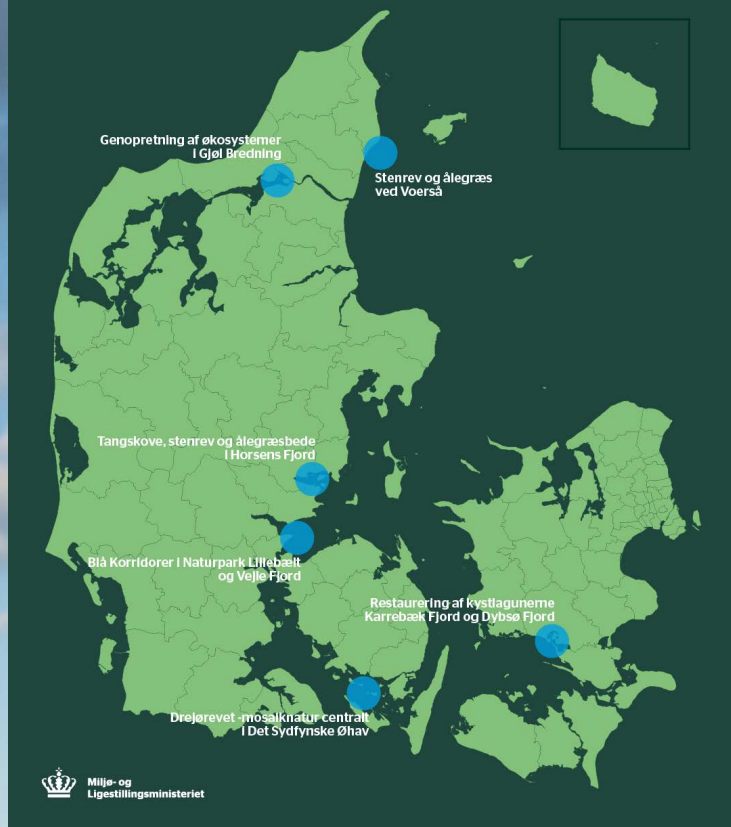 Genopretning af økosystemer
i Gjøl Bredning
Stenrev og ålegræs
ved Voerså
Tangskove, stenrev og ålegræsbede
i Horsens Fjord
Blå Korridorer i Naturpark Lillebælt
og Vejle Fjord
Restaurering af kystlagunerne
Karrebæk Fjord og Dybsø Fjord
Drejørevet -mosaiknatur centralt
i Det Sydfynske Øhav
Miljø- og
Ligestillingsministeriet